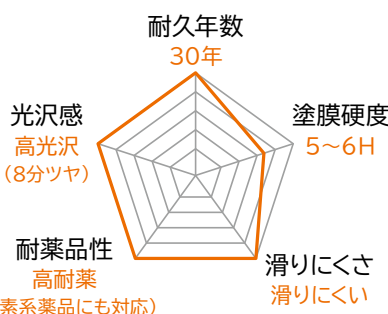 耐久年数
30年
塗膜硬度
5～6H
滑りにくさ
滑りにくい
耐薬品性
高耐薬
素系薬品にも対応）
光沢感
高光沢
（8分ツヤ）